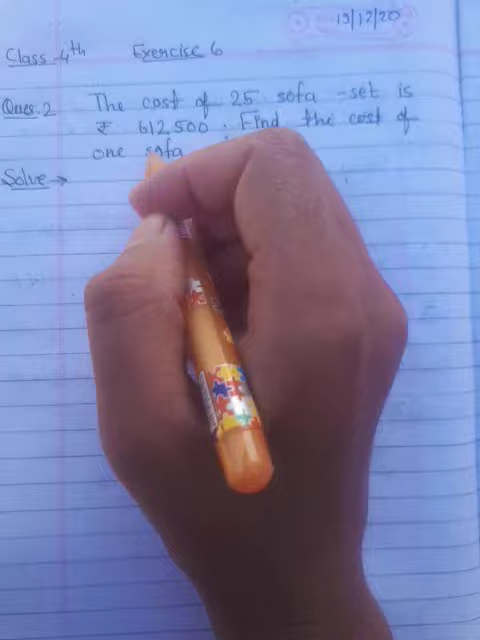 19/12/20
Class - 4th Exercise 6
Ques. 2 The cost of 25 sofa - set is
₹ 612500 . Find the cost of
one sofa
Solve →